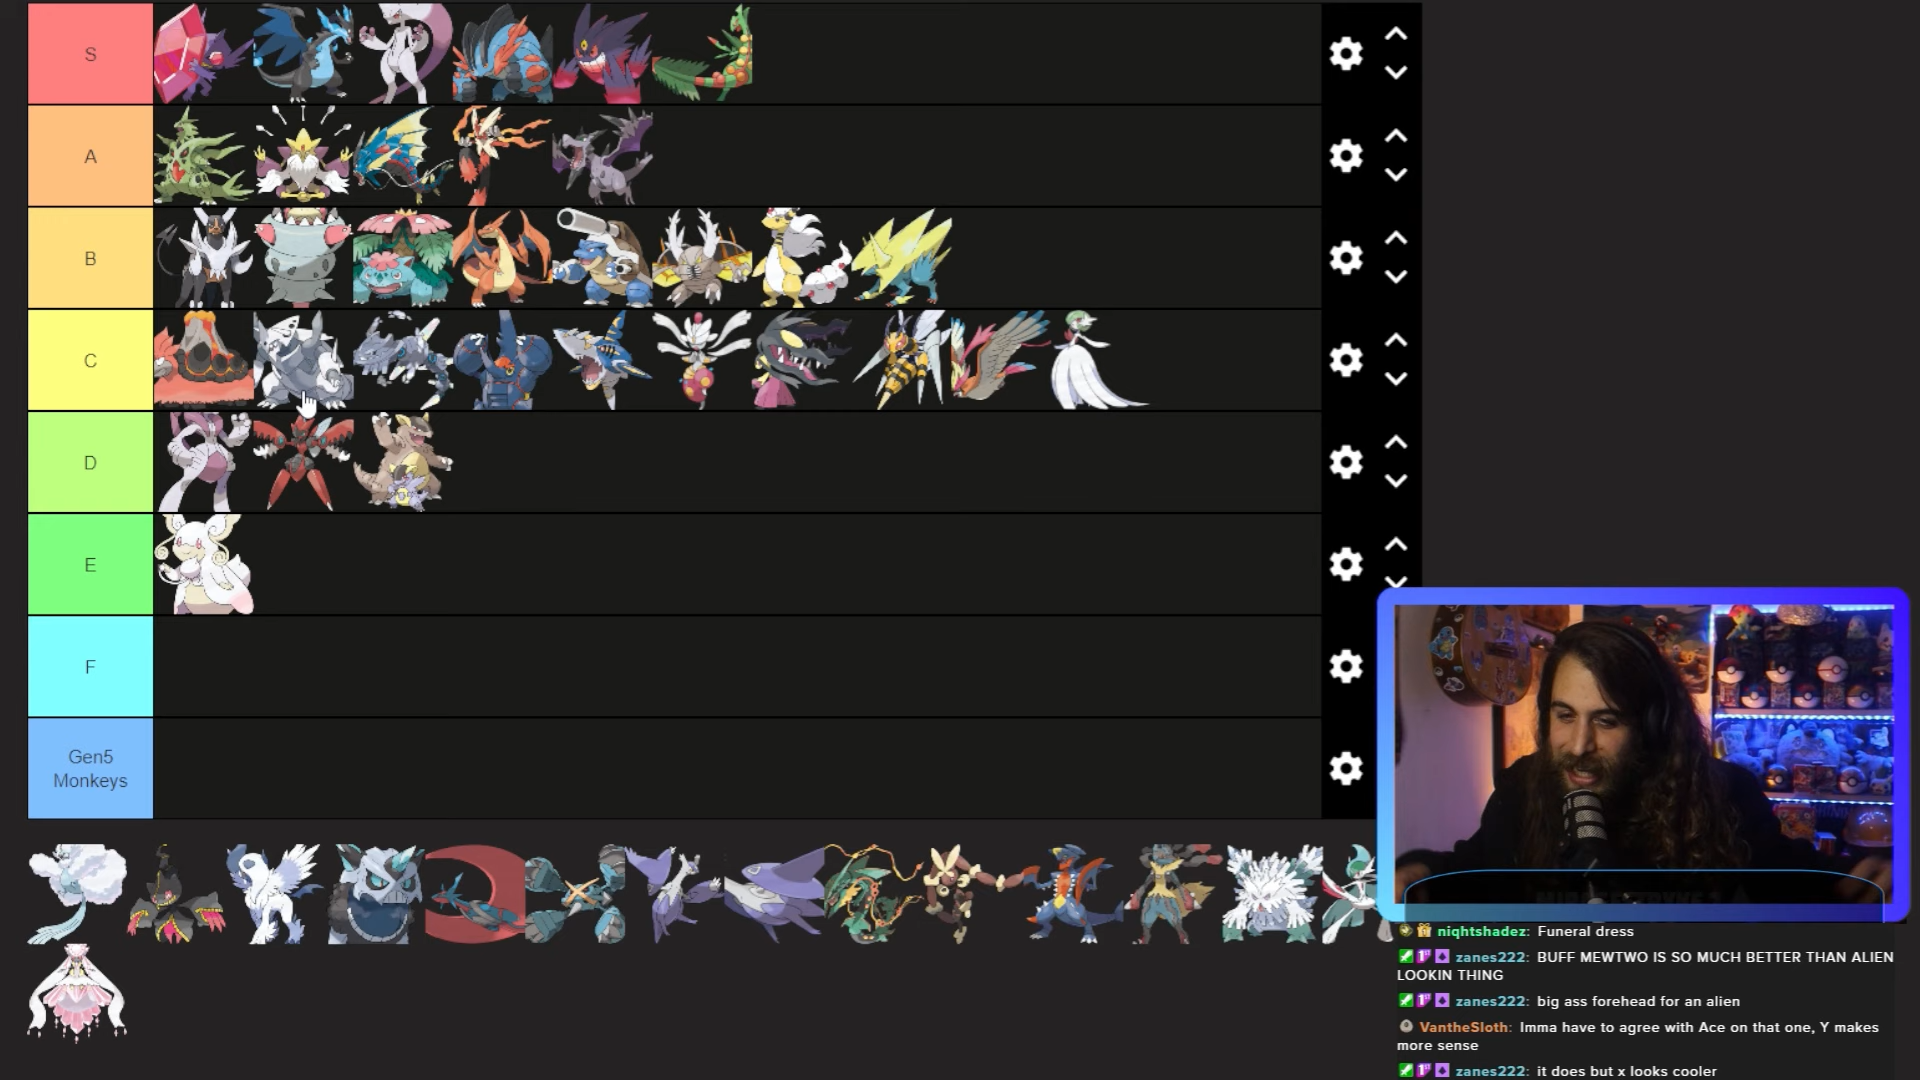 S
A
B
C
D
E
F
Gen5
Monkeys
niqhtshadez: Funeral dress
zanes222: BUFF MEWTWO IS SO MUCH BETTER THAN ALIEN
LOOKIN THING
zanes222: big ass forehead for an alien
VantheSloth: Imma have to agree with Ace on that one, Y makes
more sense
zanes222: it does but x looks cooler